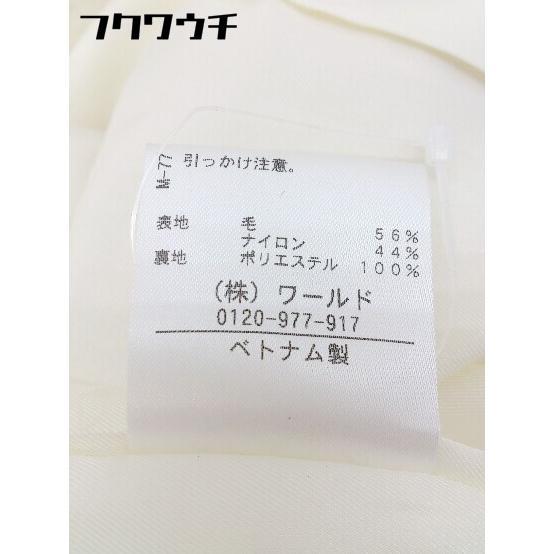 フクワウチ
M-77 引っかけ注意。
表地 毛 56%
ナイロン 44%
裏地 ポリエステル 100%
(株) ワールド
0120-977-917
ベトナム製